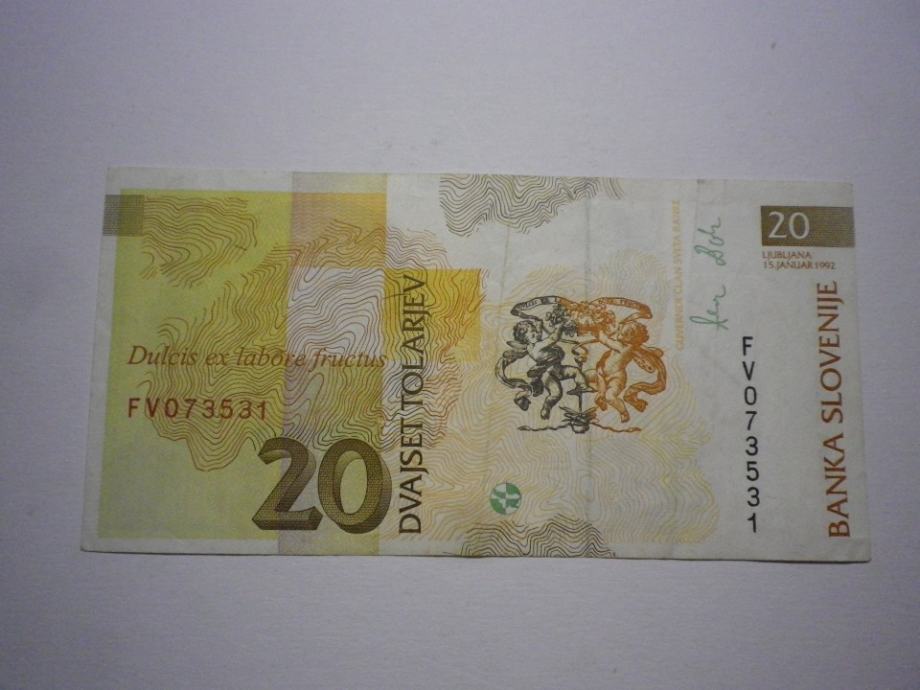 Dulcis ex labore fructus
FV073531
20
DVAJSET TOLARJEV
20
LJUBLJANA
15. JANUAR 1992
FV073531
BANKA SLOVENIJE